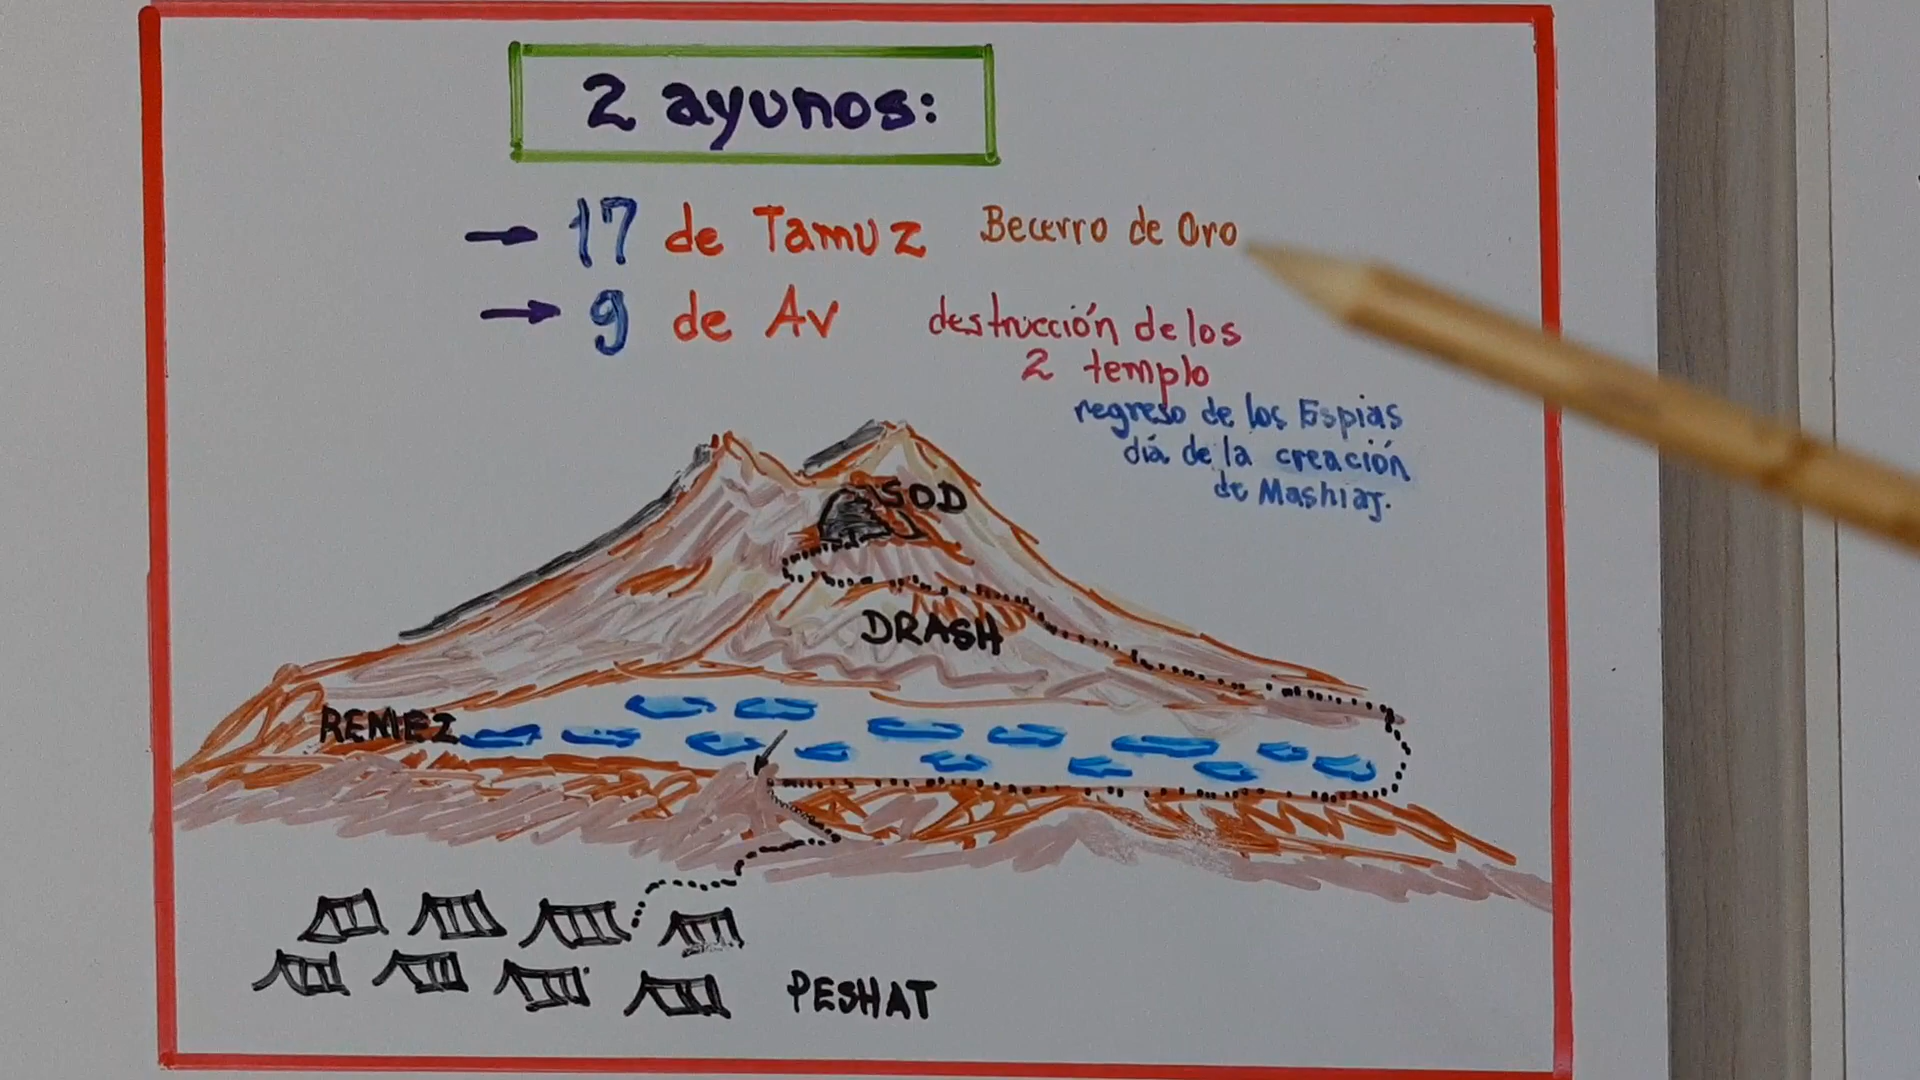 2 ayunos:
17 de Tamuz Becerro de Oro
9 de Av destrucción de los
2 templo
regreso de los Espias
día de la creación
de Mashiaj.
SOD
DRASH
REMEZ
PESHAT